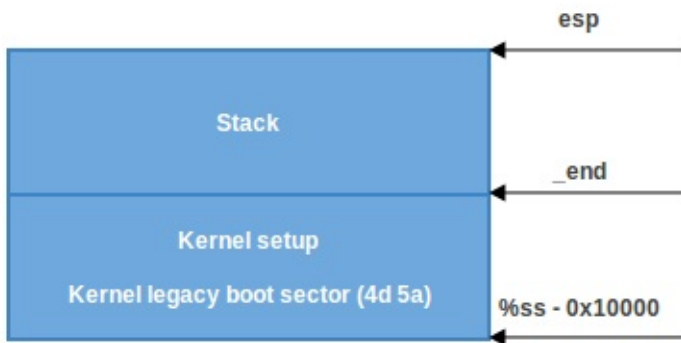 esp
Stack
_end
Kernel setup
Kernel legacy boot sector (4d 5a)
%ss - 0x10000